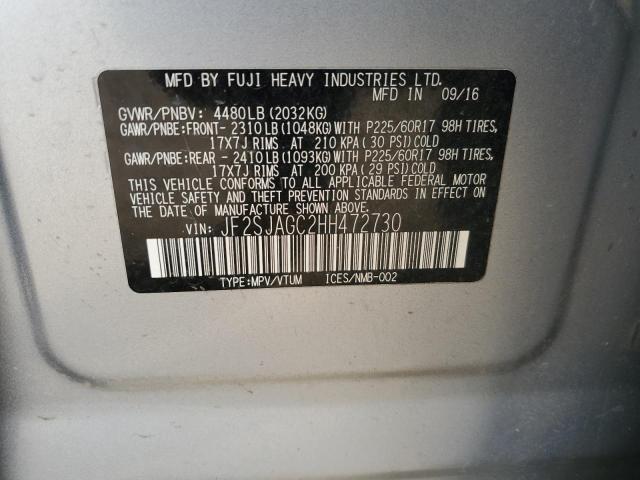 MFD BY FUJI HEAVY INDUSTRIES LTD.
MFD IN 09/16
GVWR/PNBV: 4480LB(2032KG)
GAWR/PNBE:FRONT- 2310LB(1048KG)WITH P225/60R17 98H TIRES,
17X7J RIMS AT 210 KPA(30 PSI)COLD
GAWR/PNBE:REAR - 2410LB(1093KG)WITH P225/60R17 98H TIRES,
17X7J RIMS AT 200 KPA(29 PSI)COLD
THIS VEHICLE CONFORMS TO ALL APPLICABLE FEDERAL MOTOR
VEHICLE SAFETY AND THEFT PREVENTION STANDARDS
IN EFFECT ON THE DATE OF MANUFACTURE SHOWN ABOVE.
VIN: JF2SJAGC2HH472730
TYPE:MPV/VTUM ICES/NMB-002